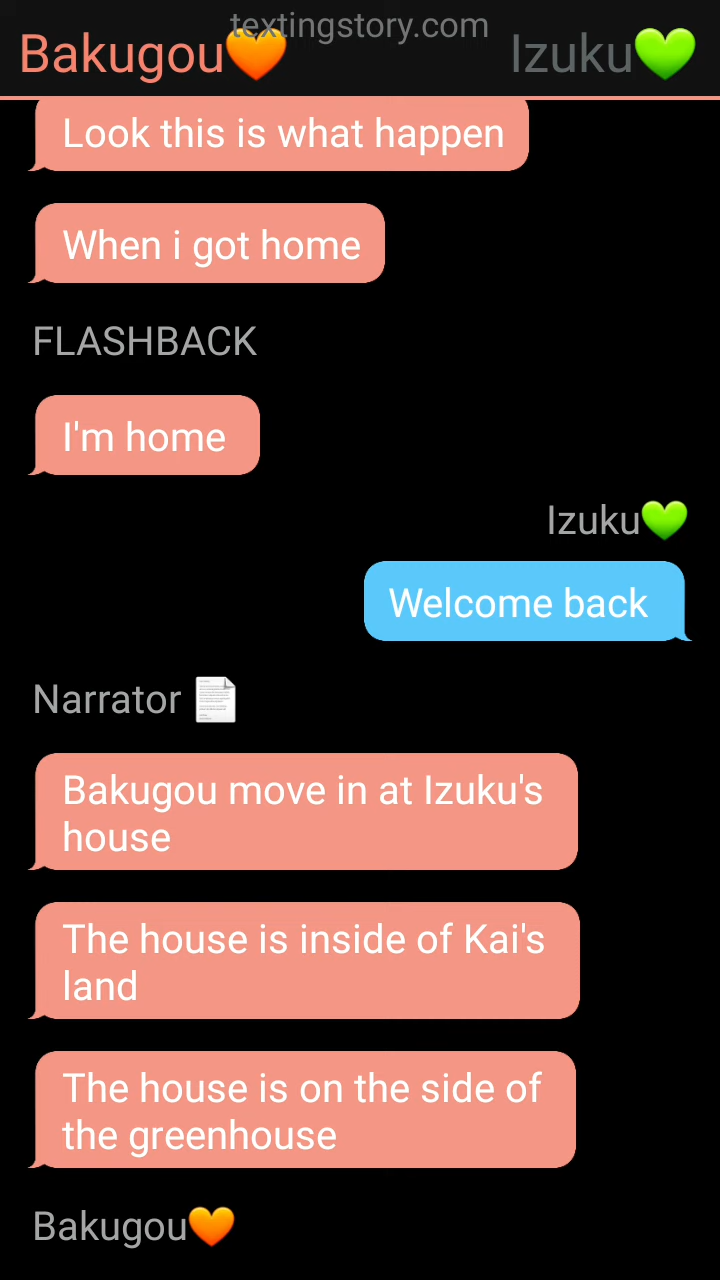 textingstory.com
Bakugou🧡 Izuku💚
Look this is what happen
When i got home
FLASHBACK
I'm home
Izuku💚
Welcome back
Narrator 📄
Bakugou move in at Izuku's
house
The house is inside of Kai's
land
The house is on the side of
the greenhouse
Bakugou🧡